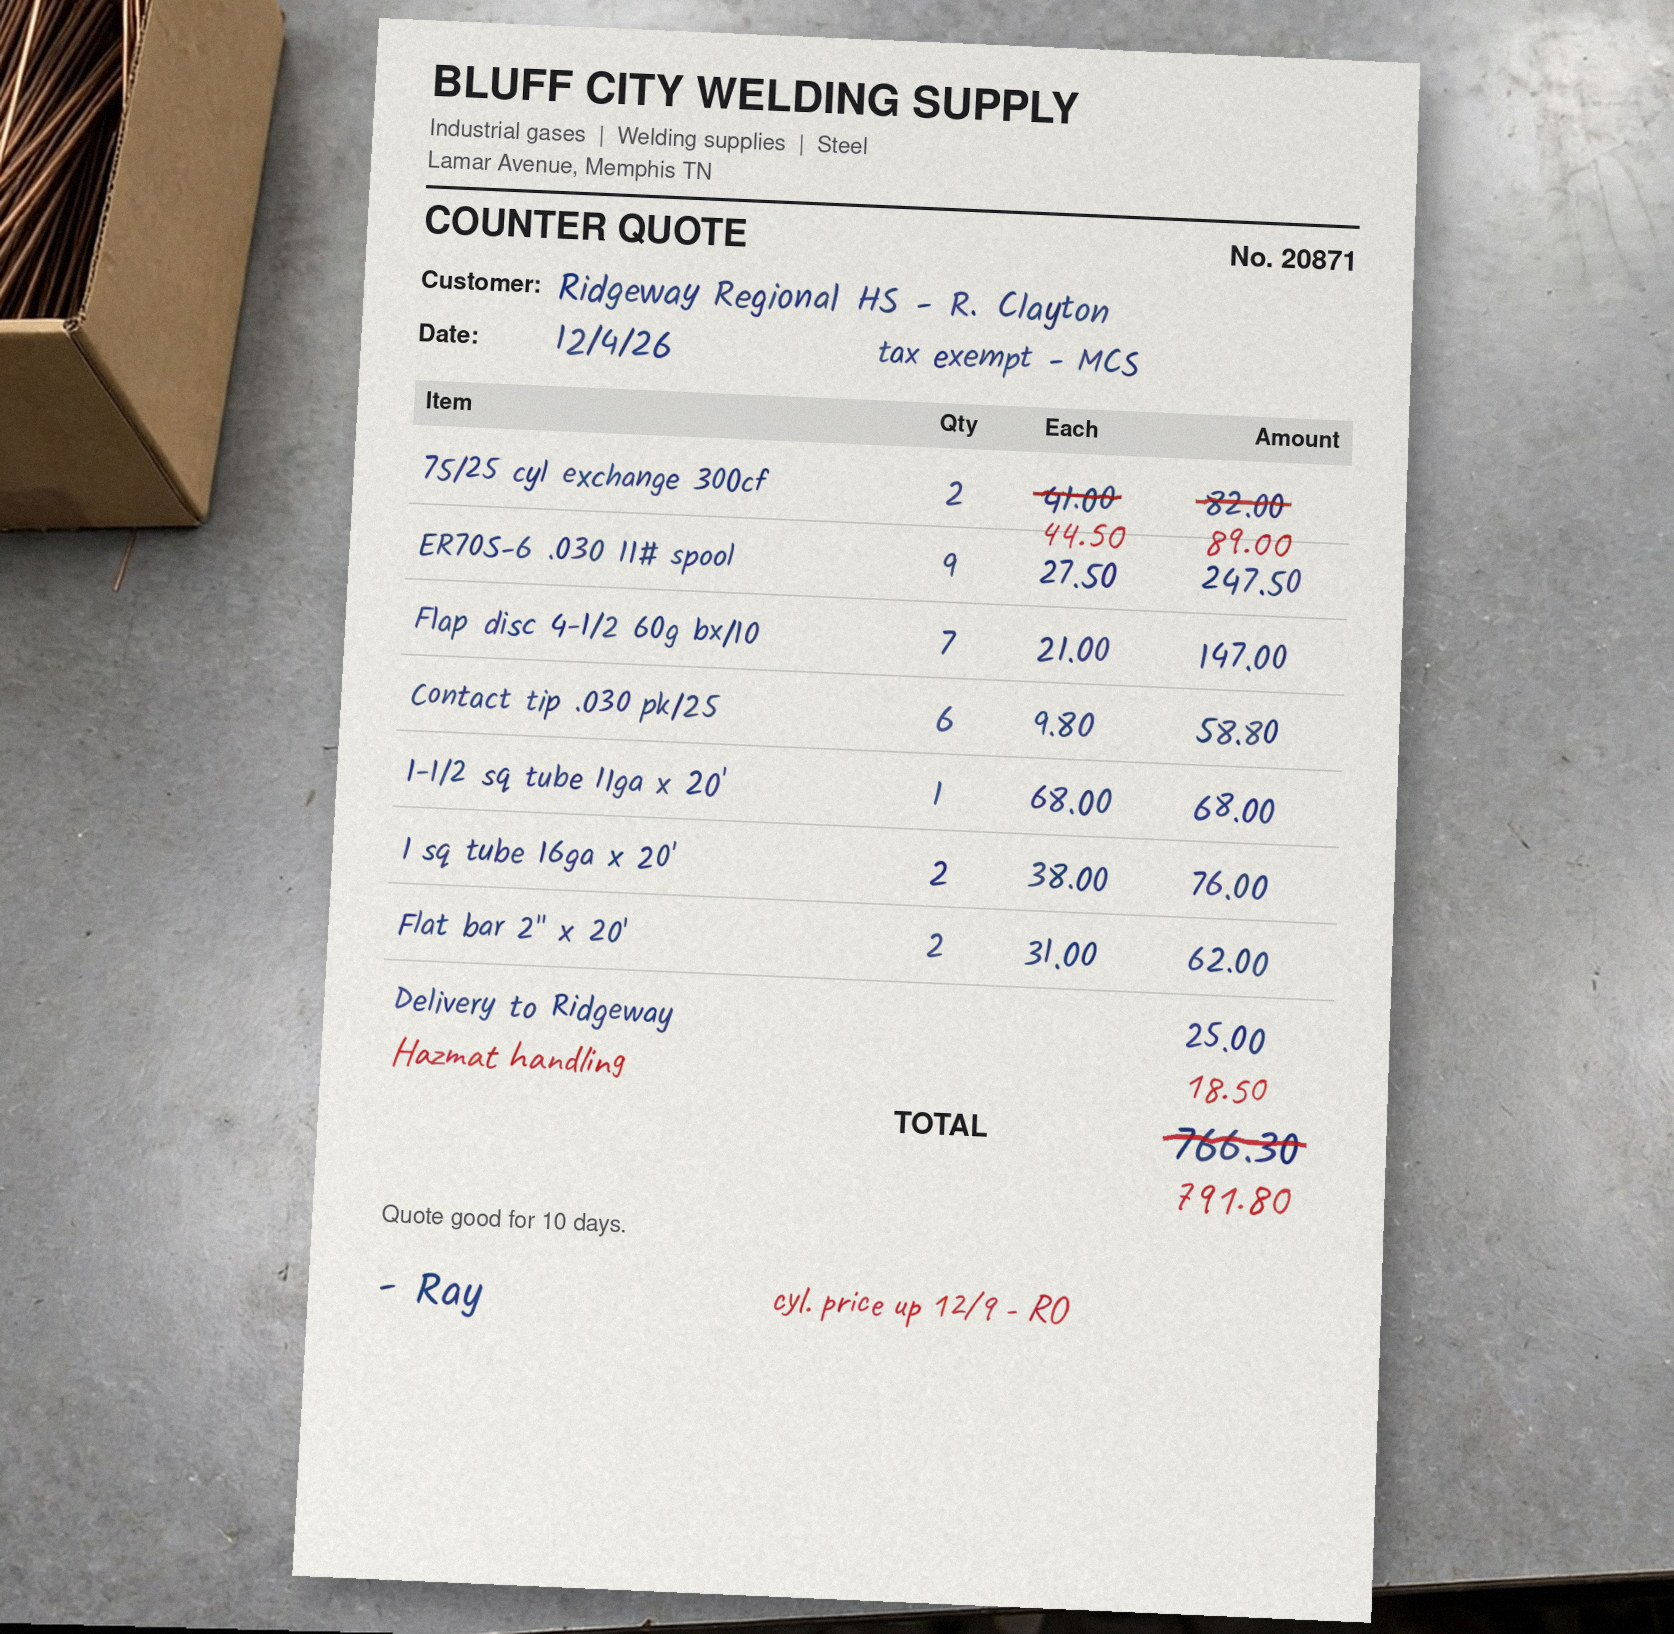 BLUFF CITY WELDING SUPPLY
Industrial gases | Welding supplies | Steel
Lamar Avenue, Memphis TN
COUNTER QUOTE No. 20871
Customer: Ridgeway Regional HS - R. Clayton
Date: 12/4/26 tax exempt - MCS
Item Qty Each Amount
75/25 cyl exchange 300cf 2 41.00 82.00
44.50 89.00
ER70S-6 .030 11# spool 9 27.50 247.50
Flap disc 4-1/2 60g bx/10 7 21.00 147.00
Contact tip .030 pk/25 6 9.80 58.80
1-1/2 sq tube 11ga x 20' 1 68.00 68.00
1 sq tube 16ga x 20' 2 38.00 76.00
Flat bar 2" x 20' 2 31.00 62.00
Delivery to Ridgeway 25.00
Hazmat handling 18.50
TOTAL 766.30
791.80
Quote good for 10 days.
- Ray
cyl. price up 12/9 - RO